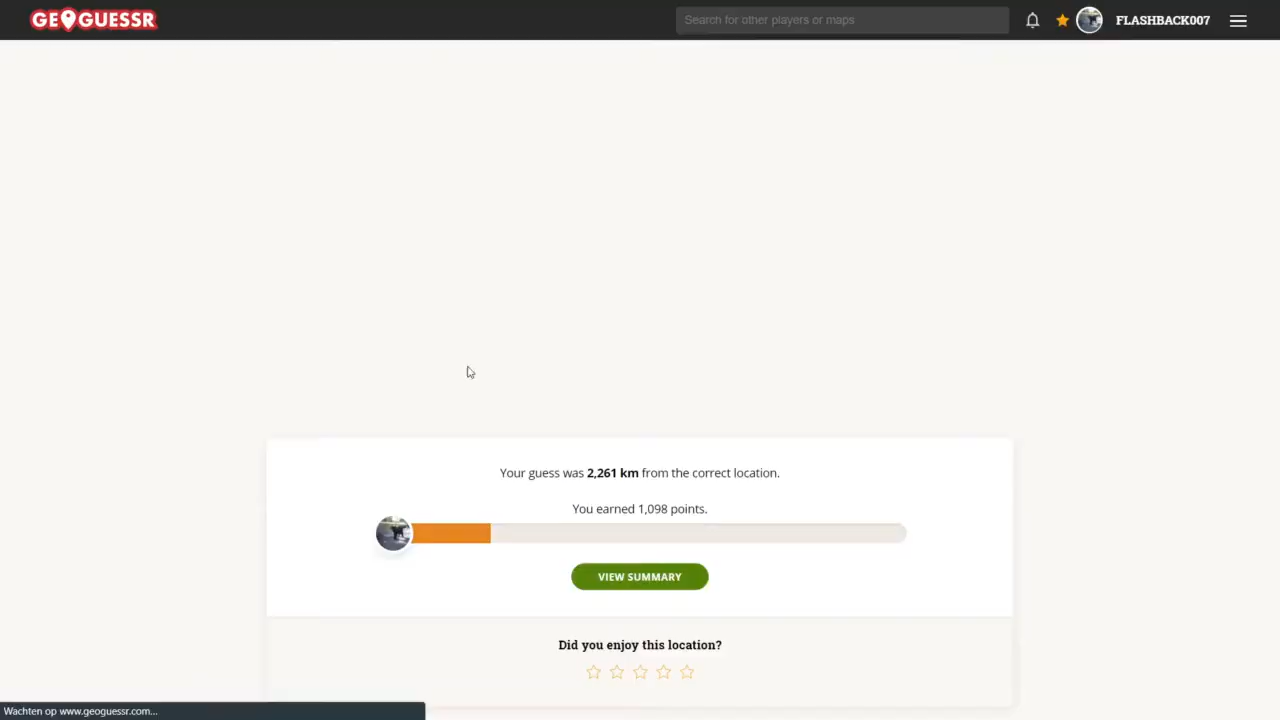 GEOGUESSR
Search for other players or maps
FLASHBACK007
Your guess was 2,261 km from the correct location.
You earned 1,098 points.
VIEW SUMMARY
Did you enjoy this location?
Wachten op www.geoguessr.com...